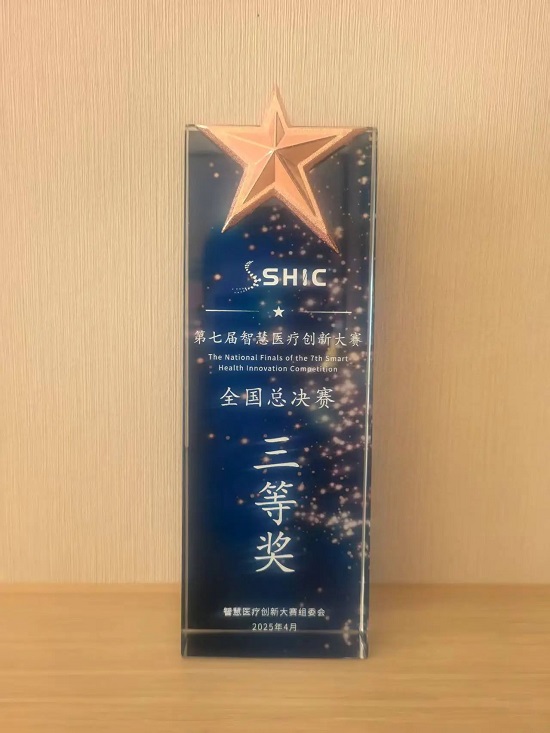 SSHIC
第七届智慧医疗创新大赛
The National Finals of the 7th Smart
Health Innovation Competition
全国总决赛
三等奖
智慧医疗创新大赛组委会
2025年4月